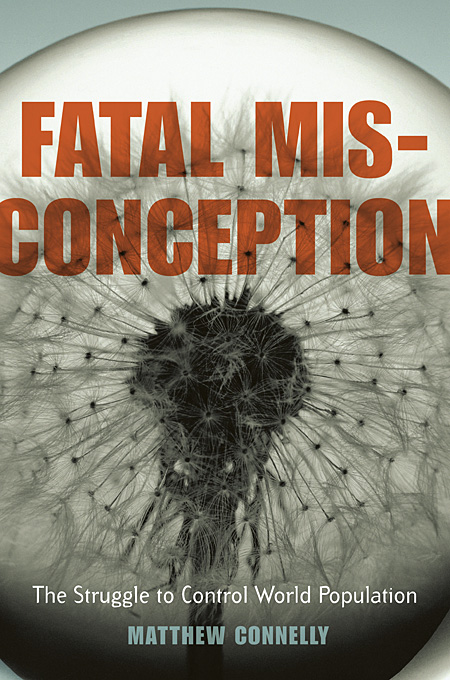 FATAL MIS-
CONCEPTION
The Struggle to Control World Population
MATTHEW CONNELLY